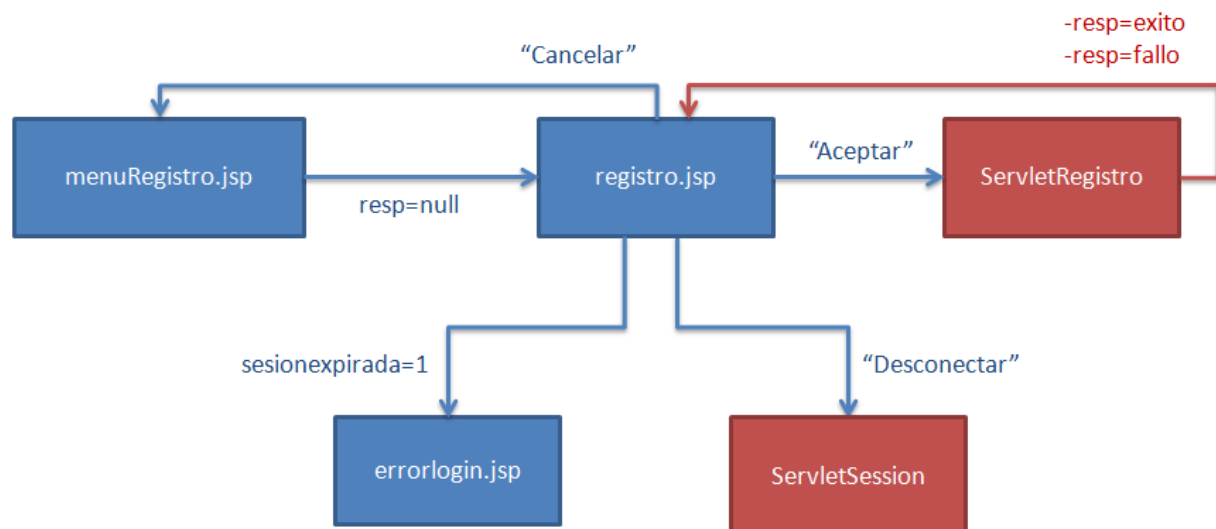 -resp=exito
-resp=fallo
“Cancelar”
menuRegistro.jsp
resp=null
registro.jsp
“Aceptar”
ServletRegistro
sesionexpirada=1
“Desconectar”
errorlogin.jsp
ServletSession